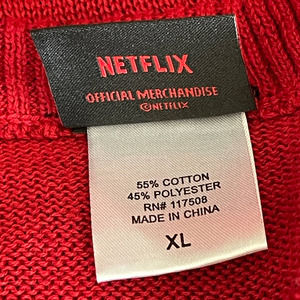 NETFLIX
OFFICIAL MERCHANDISE
©NETFLIX
55% COTTON
45% POLYESTER
RN# 117508
MADE IN CHINA
XL